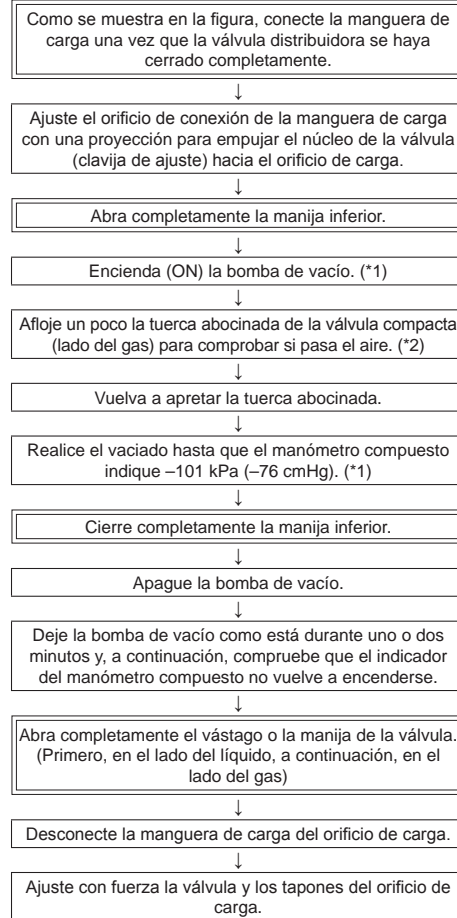 Como se muestra en la figura, conecte la manguera de
carga una vez que la válvula distribuidora se haya
cerrado completamente.
↓
Ajuste el orificio de conexión de la manguera de carga
con una proyección para empujar el núcleo de la válvula
(clavija de ajuste) hacia el orificio de carga.
↓
Abra completamente la manija inferior.
↓
Encienda (ON) la bomba de vacío. (*1)
↓
Afloje un poco la tuerca abocinada de la válvula compacta
(lado del gas) para comprobar si pasa el aire. (*2)
↓
Vuelva a apretar la tuerca abocinada.
↓
Realice el vaciado hasta que el manómetro compuesto
indique –101 kPa (–76 cmHg). (*1)
↓
Cierre completamente la manija inferior.
↓
Apague la bomba de vacío.
↓
Deje la bomba de vacío como está durante uno o dos
minutos y, a continuación, compruebe que el indicador
del manómetro compuesto no vuelve a encenderse.
↓
Abra completamente el vástago o la manija de la válvula.
(Primero, en el lado del líquido, a continuación, en el
lado del gas)
↓
Desconecte la manguera de carga del orificio de carga.
↓
Ajuste con fuerza la válvula y los tapones del orificio de
carga.